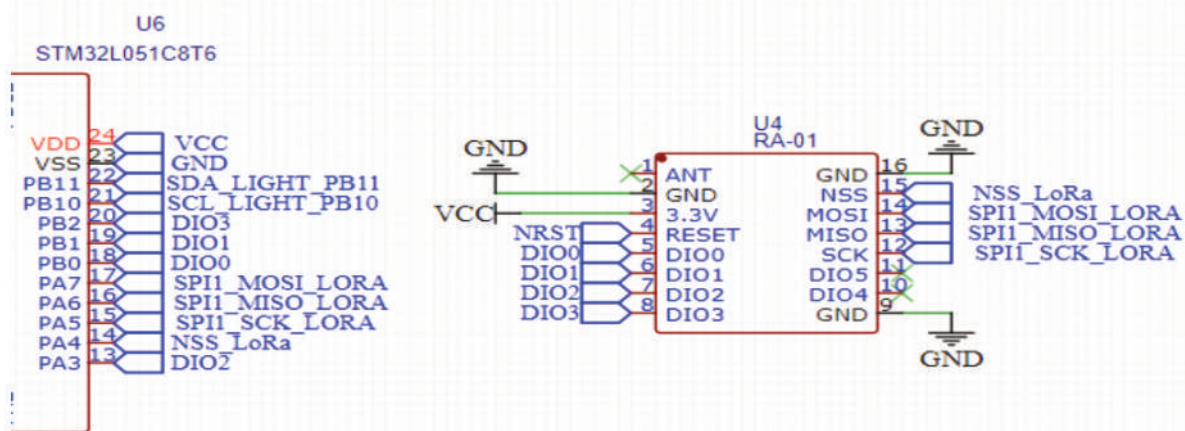 U6
STM32L051C8T6
VDD 24 VCC
VSS 23 GND
PB11 22 SDA_LIGHT_PB11
PB10 21 SCL_LIGHT_PB10
PB2 20 DIO3
PB1 19 DIO1
PB0 18 DIO0
PA7 17 SPI1_MOSI_LORA
PA6 16 SPI1_MISO_LORA
PA5 15 SPI1_SCK_LORA
PA4 14 NSS_LoRa
PA3 13 DIO2
U4
RA-01
GND
GND
1 ANT GND 16
2 GND NSS 15 NSS_LoRa
VCC 3 3.3V MOSI 14 SPI1_MOSI_LORA
NRST 4 RESET MISO 13 SPI1_MISO_LORA
DIO0 5 DIO0 SCK 12 SPI1_SCK_LORA
DIO1 6 DIO1 DIO5 11
DIO2 7 DIO2 DIO4 10
DIO3 8 DIO3 GND 9
GND